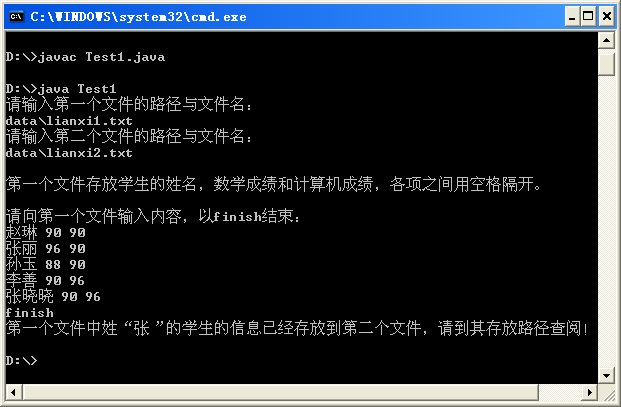 C:\WINDOWS\system32\cmd.exe
D:\>javac Test1.java
D:\>java Test1
请输入第一个文件的路径与文件名：
data\lianxi1.txt
请输入第二个文件的路径与文件名：
data\lianxi2.txt
第一个文件存放学生的姓名，数学成绩和计算机成绩，各项之间用空格隔开。
请向第一个文件输入内容，以finish结束：
赵琳 90 90
张丽 96 90
孙玉 88 90
李善 90 96
张晓晓 90 96
finish
第一个文件中姓“张 ”的学生的信息已经存放到第二个文件，请到其存放路径查阅！
D:\>